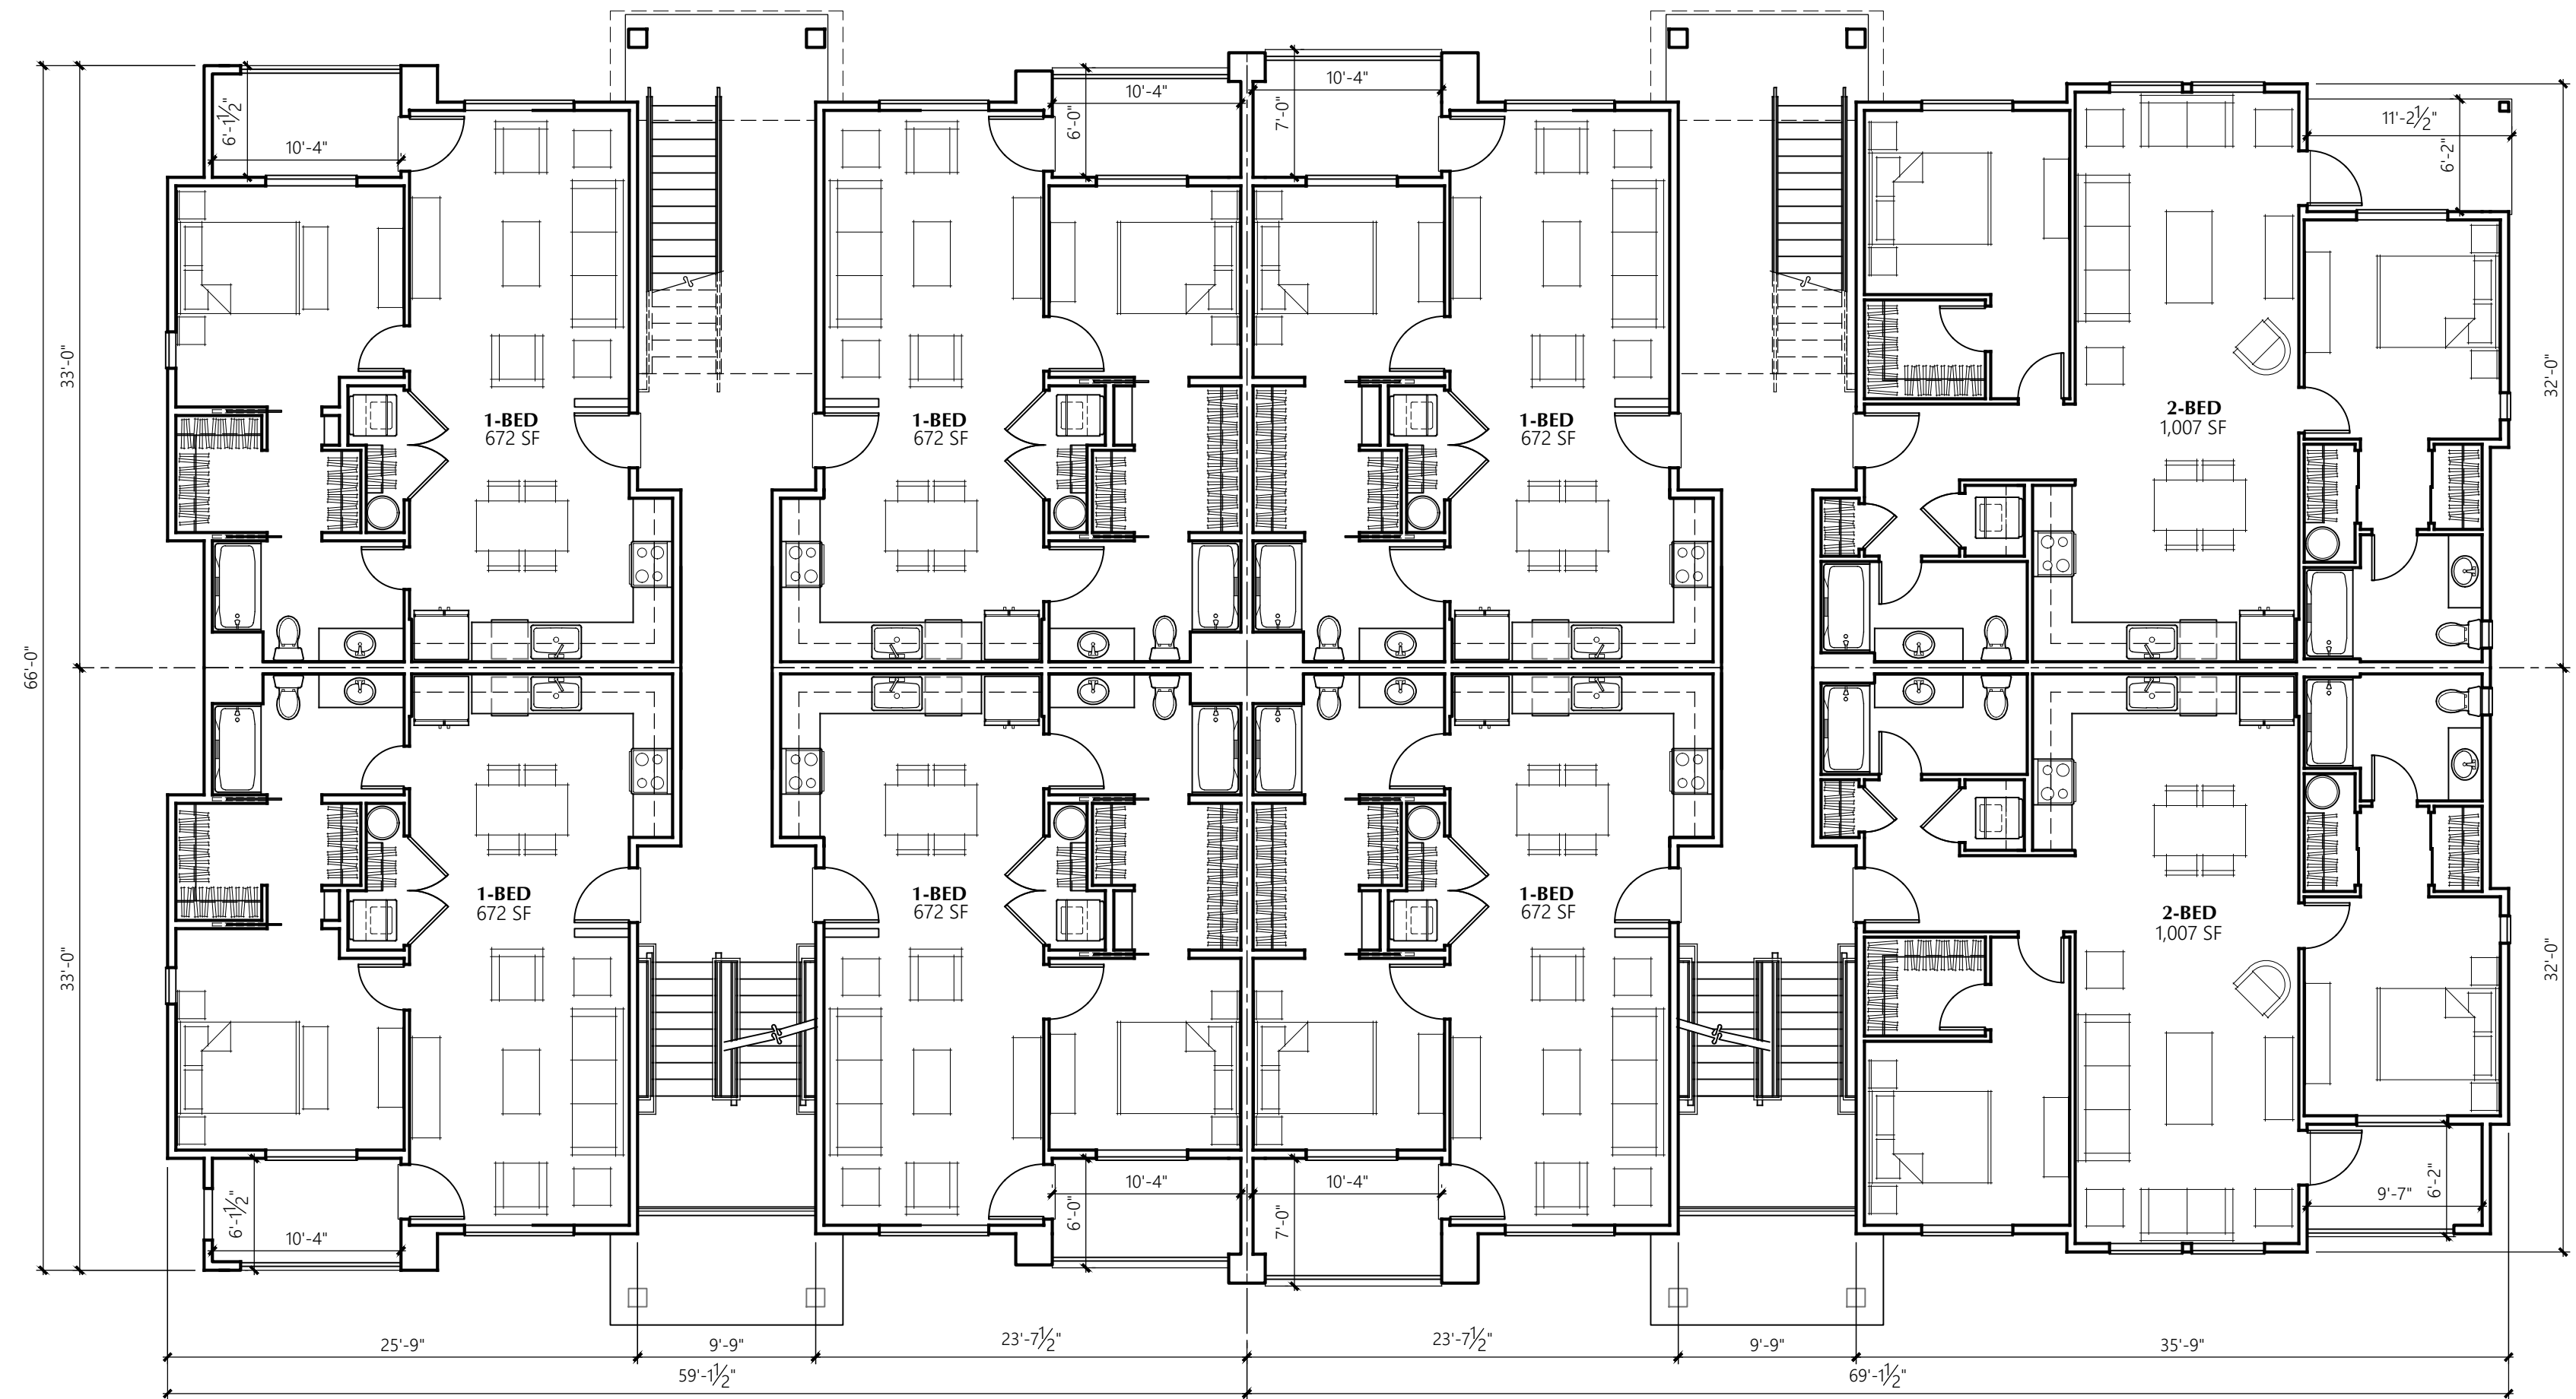 10'-4"
7'-0"
10'-4"
6'-0"
6'-1½"
10'-4"
11'-2½"
6'-2"
33'-0"
32'-0"
1-BED
672 SF
1-BED
672 SF
1-BED
672 SF
2-BED
1,007 SF
66'-0"
1-BED
672 SF
1-BED
672 SF
1-BED
672 SF
2-BED
1,007 SF
33'-0"
32'-0"
6'-1½"
10'-4"
10'-4"
6'-0"
10'-4"
7'-0"
9'-7"
6'-2"
25'-9"
9'-9"
23'-7½"
23'-7½"
9'-9"
35'-9"
59'-1½"
69'-1½"